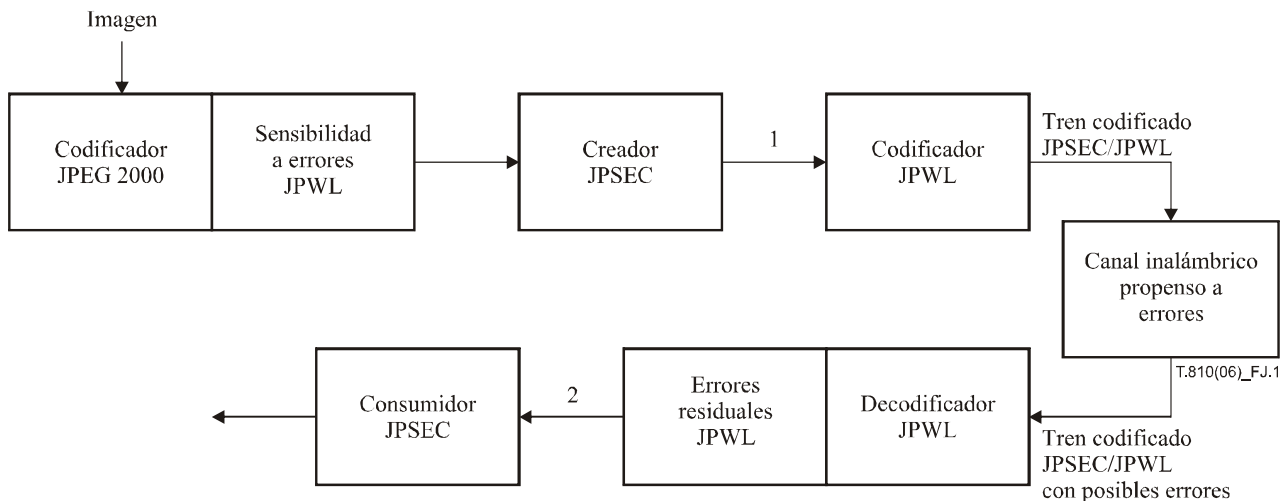 Imagen
Codificador
JPEG 2000
Sensibilidad
a errores
JPWL
Creador
JPSEC
1
Codificador
JPWL
Tren codificado
JPSEC/JPWL
Canal inalámbrico
propenso a
errores
T.810(06)_FJ.1
Consumidor
JPSEC
2
Errores
residuales
JPWL
Decodificador
JPWL
Tren codificado
JPSEC/JPWL
con posibles errores